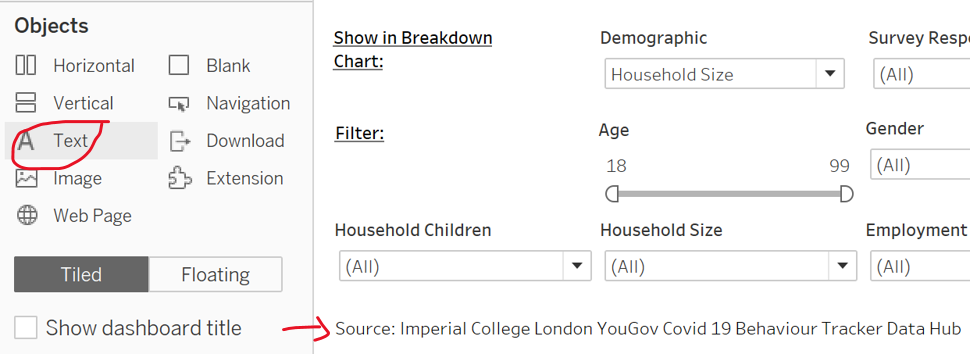 Objects
Horizontal
Blank
Vertical
Navigation
Text
Download
Image
Extension
Web Page
Tiled
Floating
Show dashboard title
Show in Breakdown
Chart:
Demographic
Household Size
Survey Respo
(All)
Filter:
Age
18
99
Gender
(All)
Household Children
(All)
Household Size
(All)
Employment
(All)
Source: Imperial College London YouGov Covid 19 Behaviour Tracker Data Hub